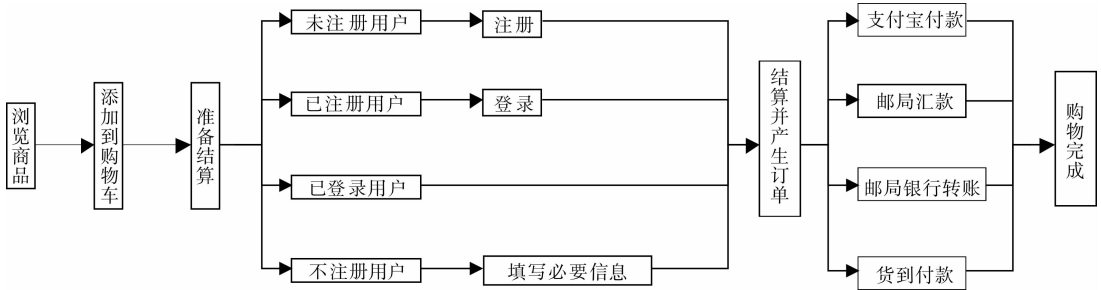 浏览商品
添加到购物车
准备结算
未注册用户
注册
已注册用户
登录
已登录用户
不注册用户
填写必要信息
结算并产生订单
支付宝付款
邮局汇款
邮局银行转账
货到付款
购物完成